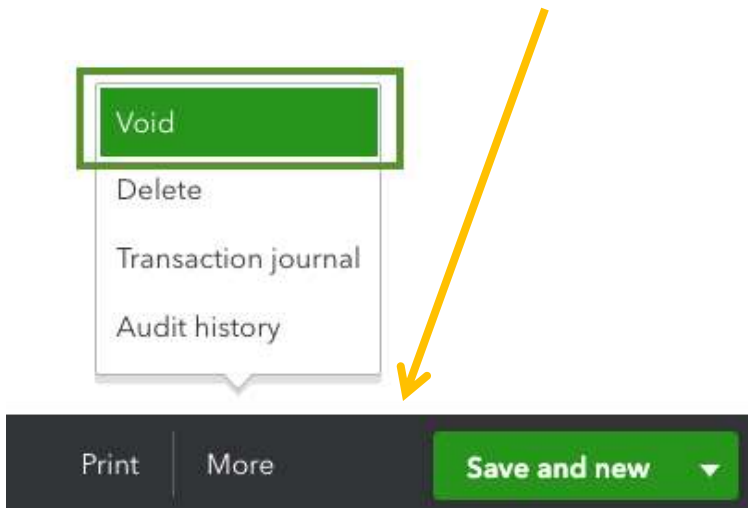 Void
Delete
Transaction journal
Audit history
Print More Save and new